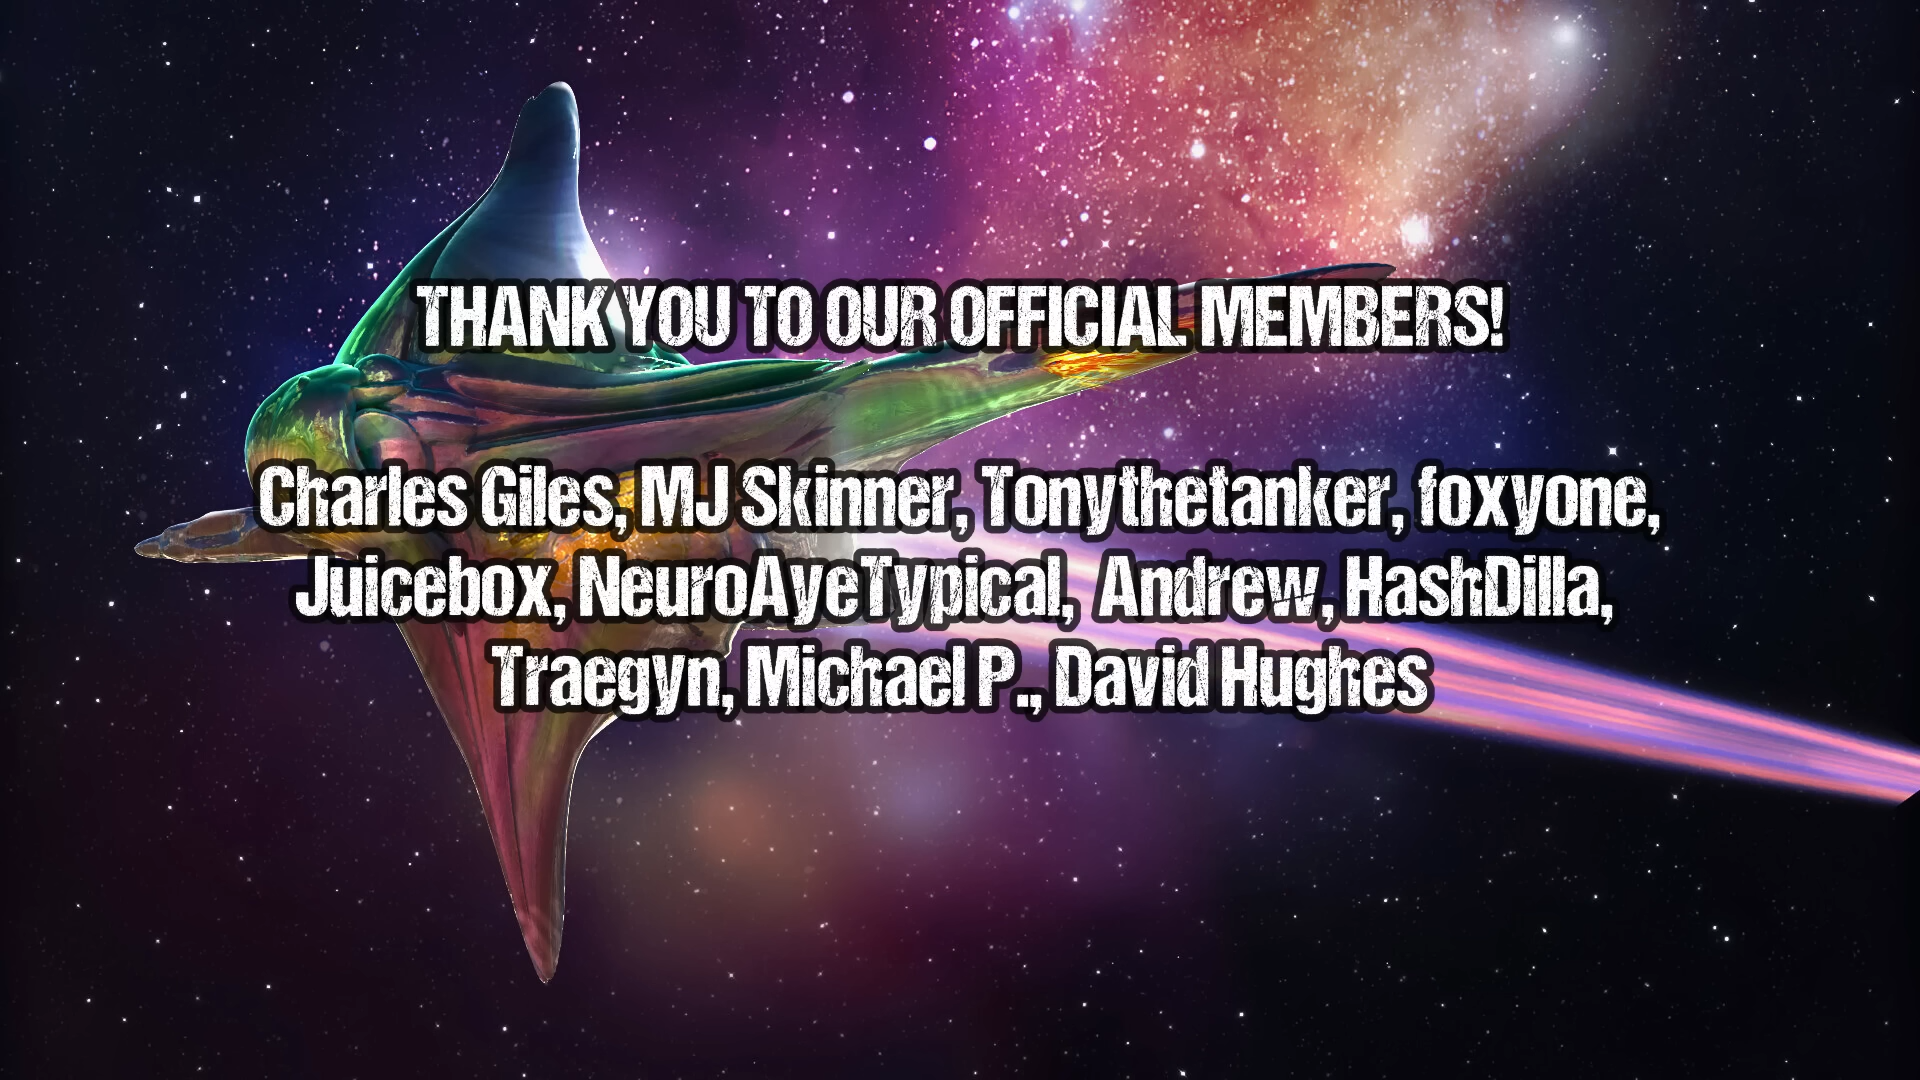 THANK YOU TO OUR OFFICIAL MEMBERS!
Charles Giles, MJ Skinner, Tonythetanker, foxyone,
Juicebox, NeuroAyeTypical, Andrew, HashDilla,
Traegyn, Michael P., David Hughes